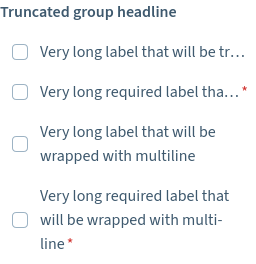 Truncated group headline
Very long label that will be tr…
Very long required label tha… *
Very long label that will be
wrapped with multiline
Very long required label that
will be wrapped with multi-
line *